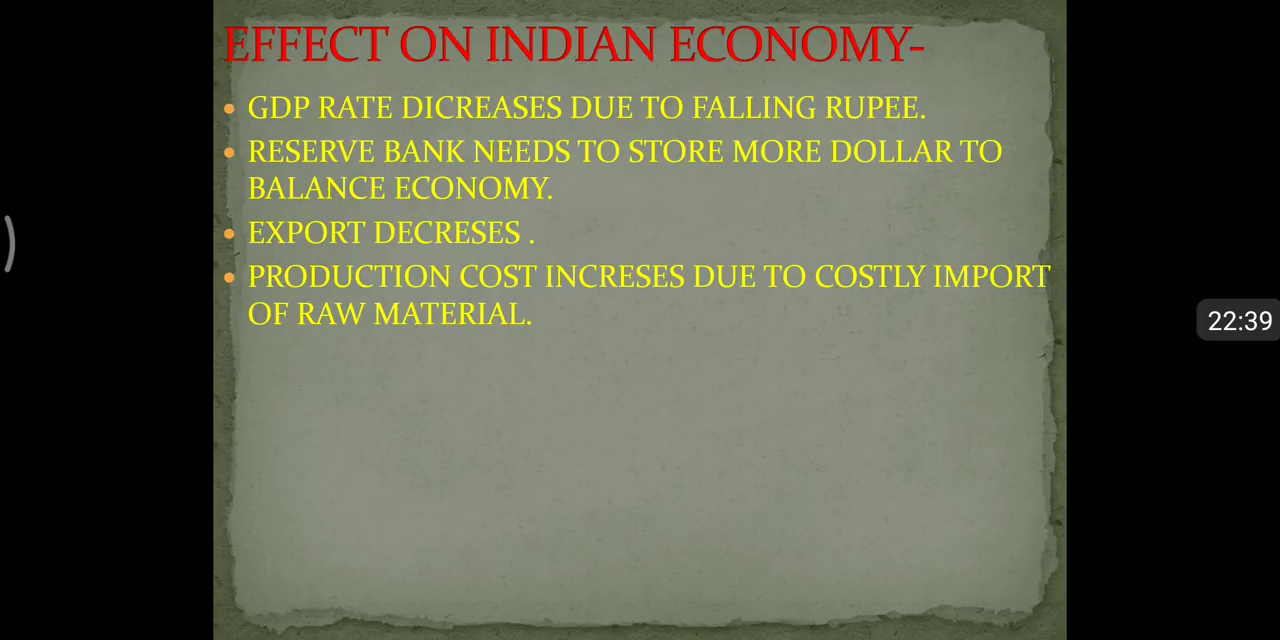 EFFECT ON INDIAN ECONOMY-
• GDP RATE DICREASES DUE TO FALLING RUPEE.
• RESERVE BANK NEEDS TO STORE MORE DOLLAR TO
BALANCE ECONOMY.
• EXPORT DECRESES .
• PRODUCTION COST INCRESES DUE TO COSTLY IMPORT
OF RAW MATERIAL.
22:39